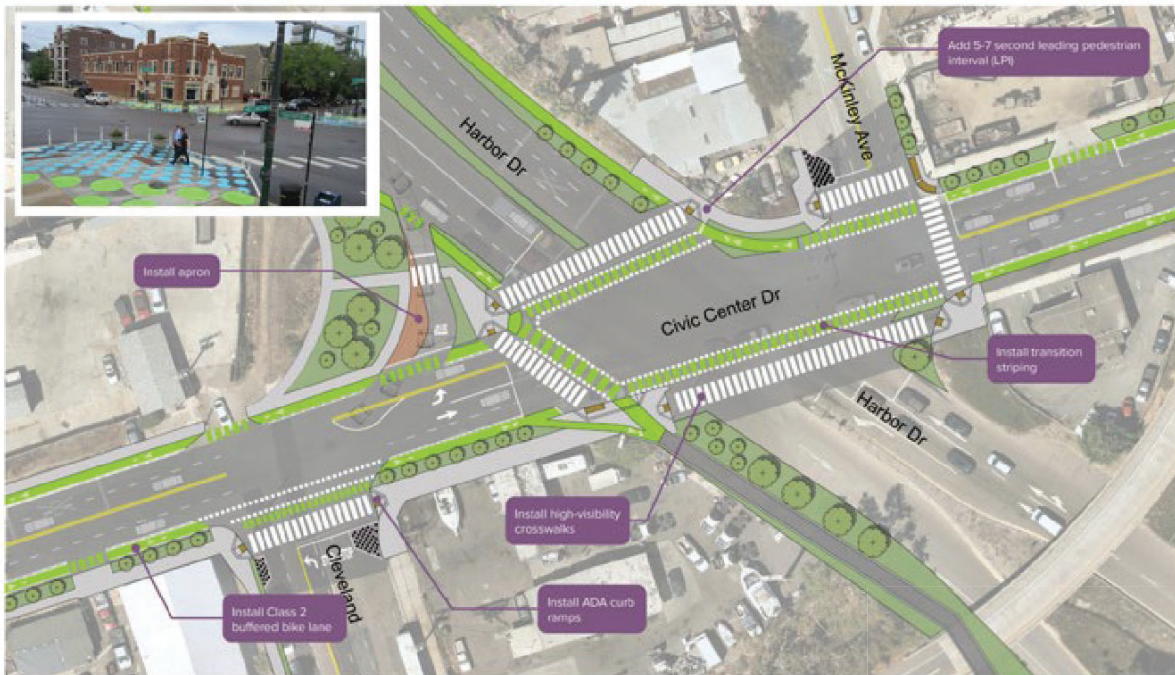 Add 5-7 second leading pedestrian
interval (LPI)
McKinley Ave
Harbor Dr
Install apron
Civic Center Dr
Install transition
striping
Harbor Dr
Install high-visibility
crosswalks
Cleveland
Install ADA curb
ramps
Install Class 2
buffered bike lane